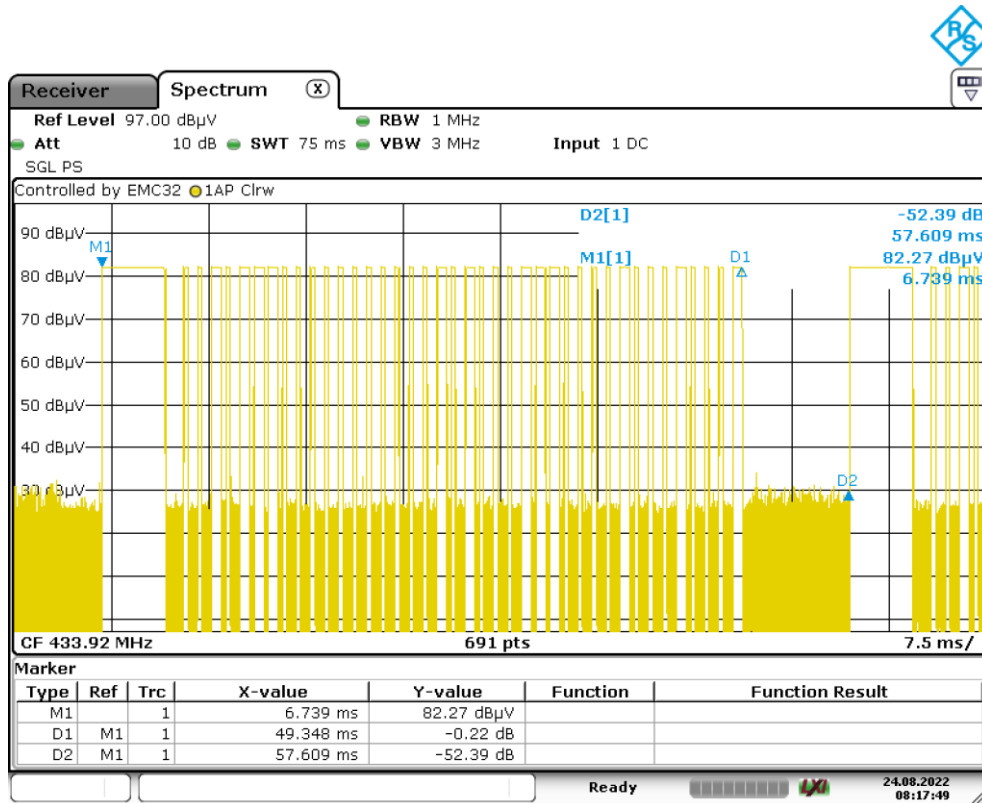 R&S
Receiver Spectrum X
Ref Level 97.00 dBµV RBW 1 MHz
Att 10 dB SWT 75 ms VBW 3 MHz Input 1 DC
SGL PS
Controlled by EMC32 1AP Clrw
D2[1] -52.39 dB
57.609 ms
M1[1] 82.27 dBµV
6.739 ms
90 dBµV
M1
D1
80 dBµV
70 dBµV
60 dBµV
50 dBµV
40 dBµV
30 dBµV
D2
CF 433.92 MHz 691 pts 7.5 ms/
Marker
Type Ref Trc X-value Y-value Function Function Result
M1 1 6.739 ms 82.27 dBµV
D1 M1 1 49.348 ms -0.22 dB
D2 M1 1 57.609 ms -52.39 dB
Ready LXI 24.08.2022
08:17:49